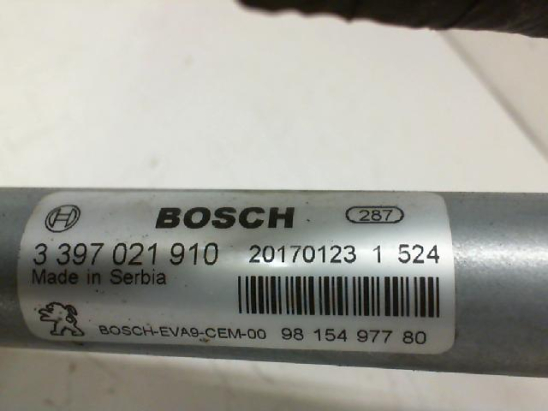 BOSCH 287
3 397 021 910 20170123 1 524
Made in Serbia
BOSCH-EVA9-CEM-00 98 154 977 80